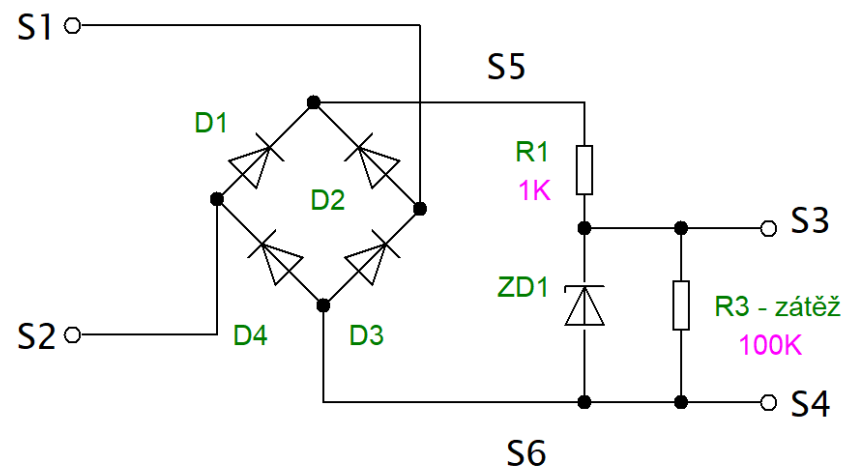 S1
S5
D1
R1
1K
D2
S3
ZD1
R3 - zátěž
100K
S2
D4
D3
S4
S6